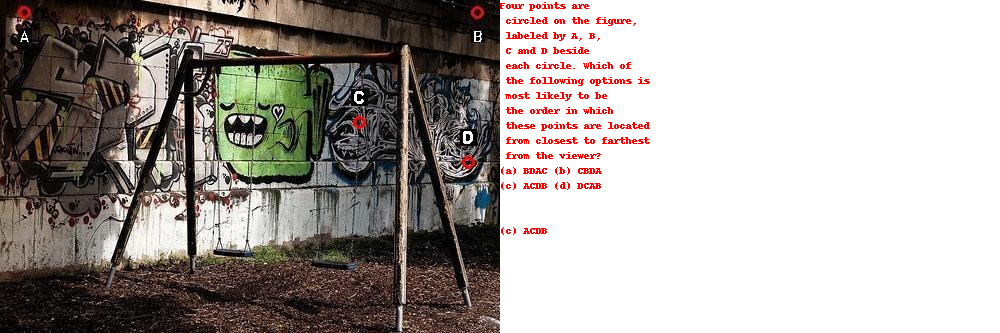 A
B
23
C
D
Four points are
circled on the figure,
labeled by A, B,
C and D beside
each circle. Which of
the following options is
most likely to be
the order in which
these points are located
from closest to farthest
from the viewer?
(a) BDAC (b) CBDA
(c) ACDB (d) DCAB
(c) ACDB